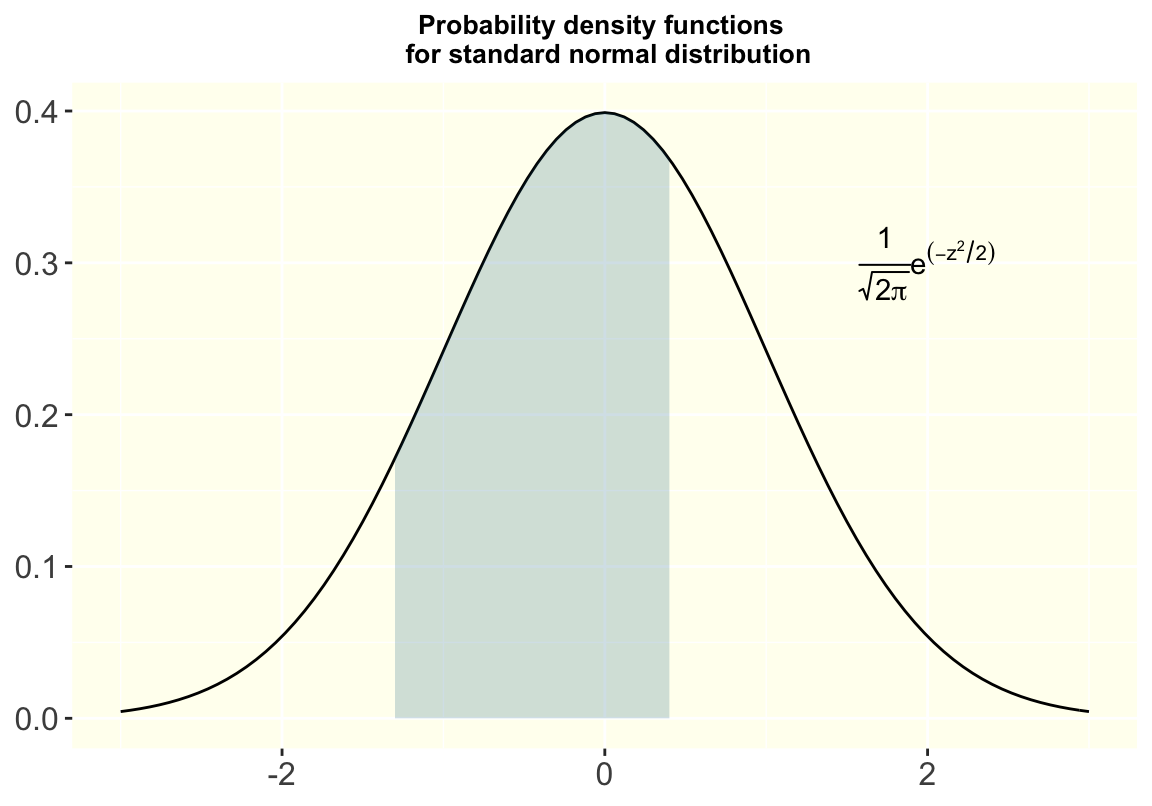 Probability density functions
for standard normal distribution
0.4
0.3
0.2
0.1
0.0
1
√2π
e(−z²/2)
-2
0
2